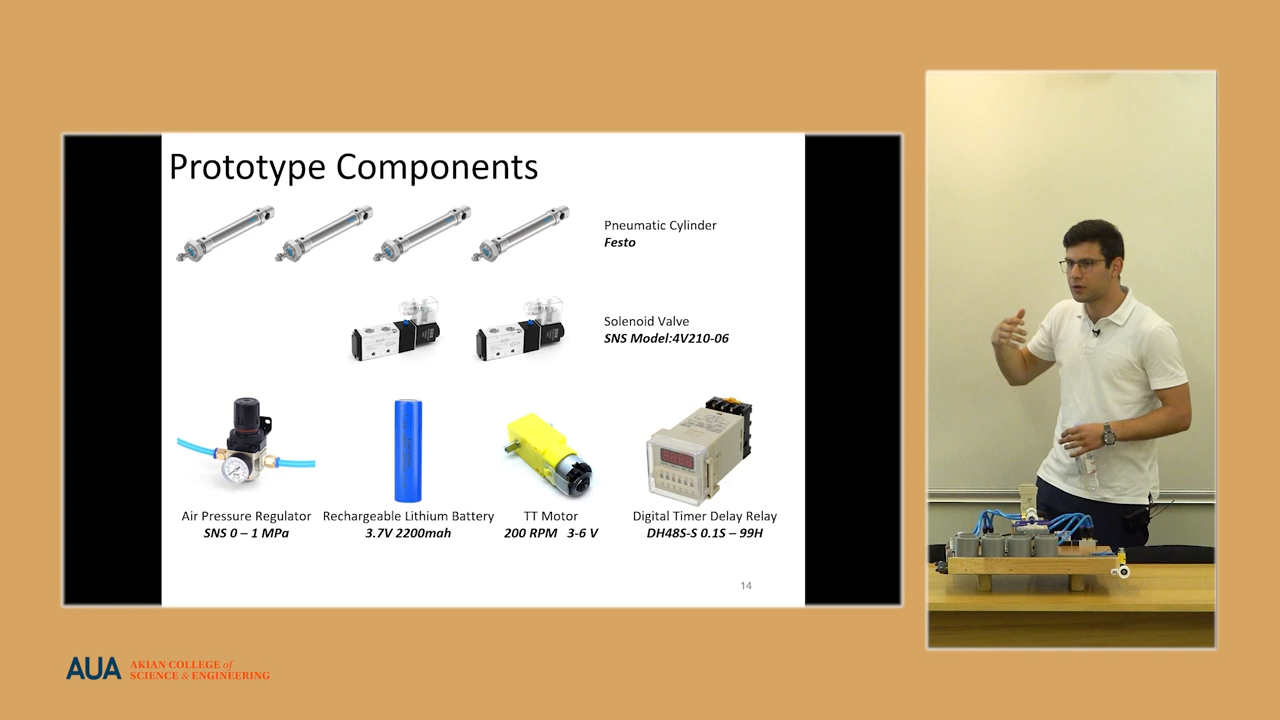 Prototype Components
Pneumatic Cylinder
Festo
Solenoid Valve
SNS Model:4V210-06
Air Pressure Regulator
SNS 0 – 1 MPa
Rechargeable Lithium Battery
3.7V 2200mah
TT Motor
200 RPM 3-6 V
Digital Timer Delay Relay
DH48S-S 0.1S – 99H
14
AUA AKIAN COLLEGE of
SCIENCE & ENGINEERING